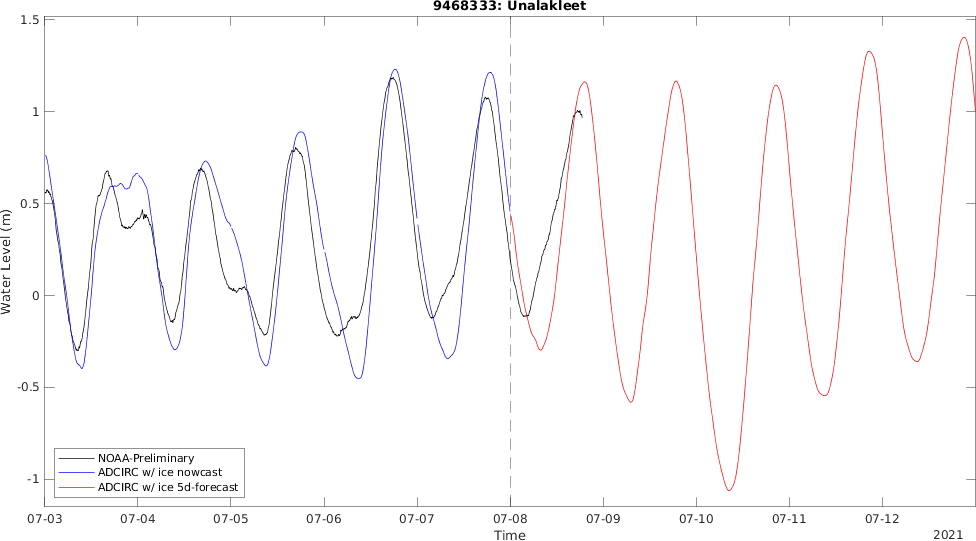 9468333: Unalakleet
1.5
1
0.5
0
-0.5
-1
Water Level (m)
NOAA-Preliminary
ADCIRC w/ ice nowcast
ADCIRC w/ ice 5d-forecast
07-03 07-04 07-05 07-06 07-07 07-08 07-09 07-10 07-11 07-12
Time
2021